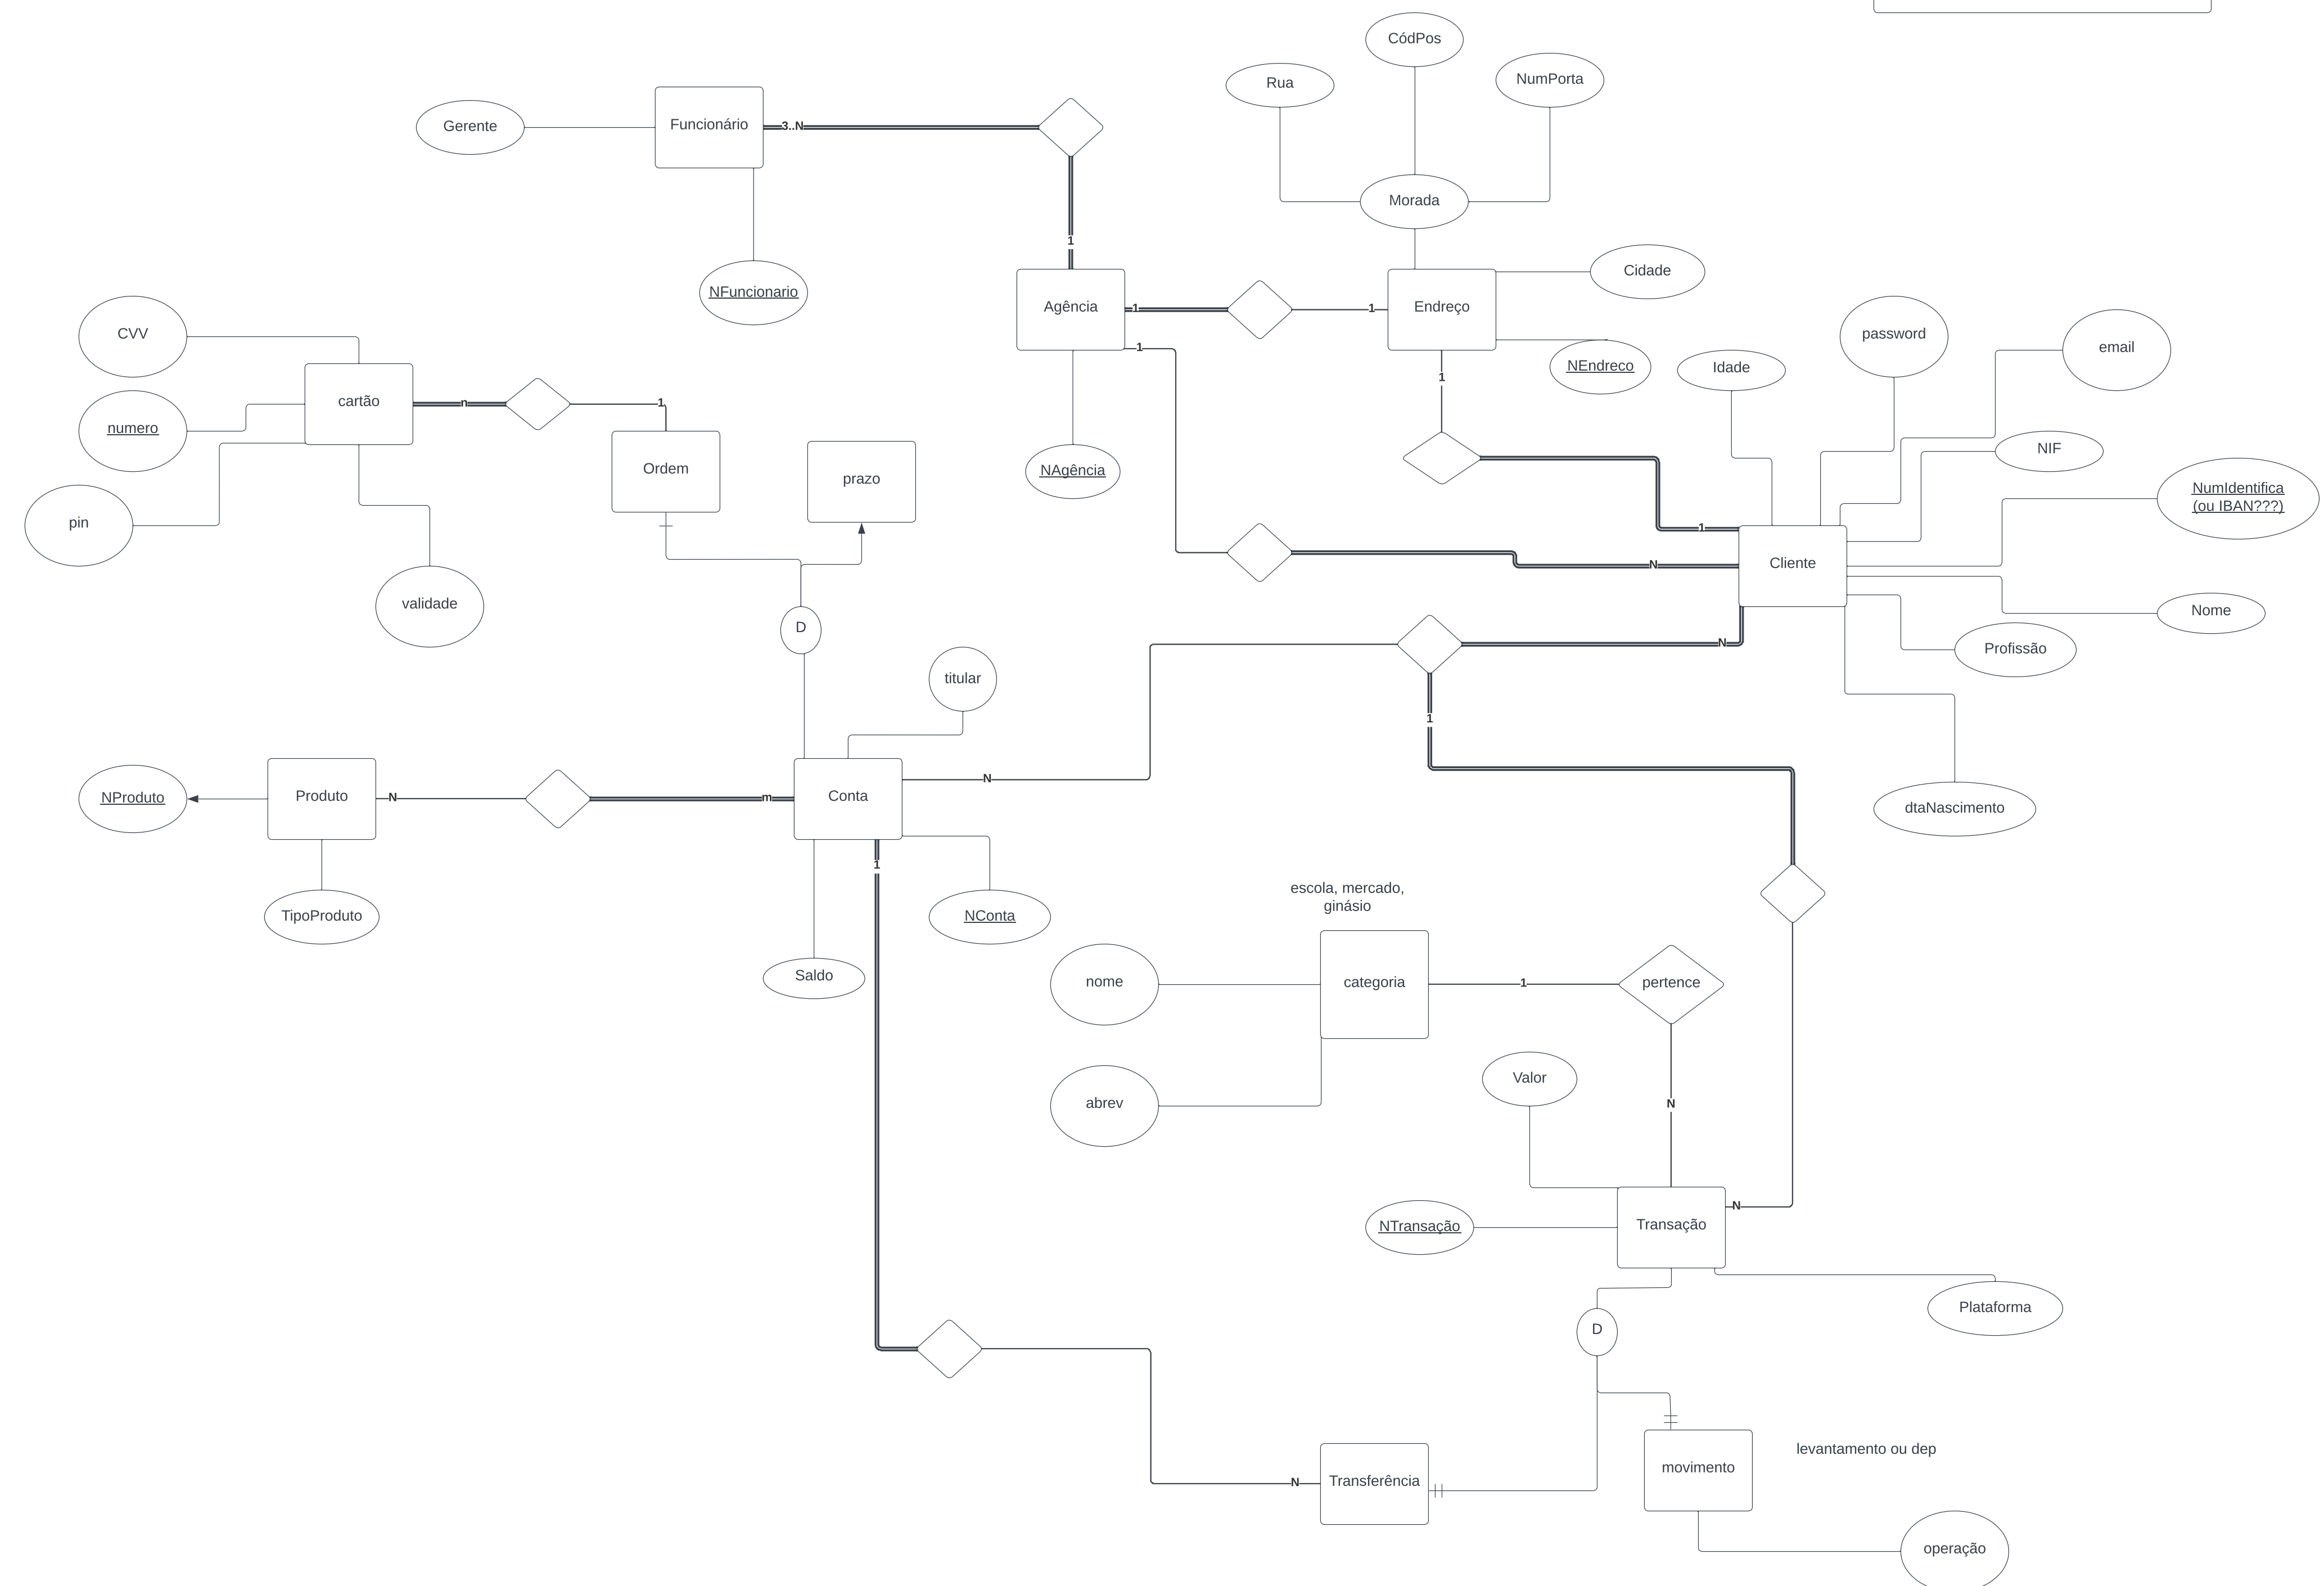 CódPos
NumPorta
Rua
Funcionário
Gerente
3..N
Morada
1
Cidade
NFuncionario
Agência
1
1
Endreço
CVV
password
email
1
NEndreco
Idade
1
cartão
n
1
numero
NIF
Ordem
prazo
NAgência
NumIdentifica
(ou IBAN???)
pin
1
N
Cliente
validade
Nome
D
N
Profissão
titular
1
N
NProduto
Produto
N
m
Conta
dtaNascimento
1
TipoProduto
NConta
escola, mercado,
ginásio
Saldo
nome
categoria
1
pertence
abrev
Valor
N
NTransação
Transação
N
Plataforma
D
levantamento ou dep
movimento
N
Transferência
operação